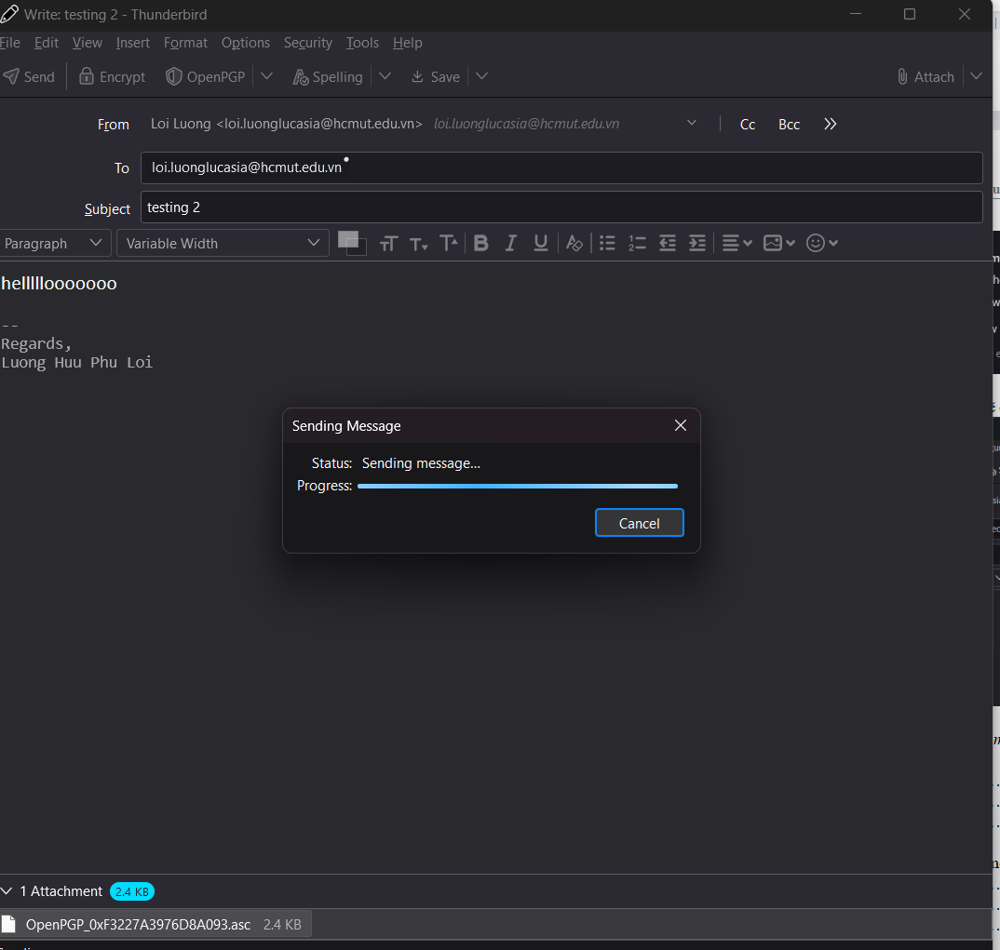 Write: testing 2 - Thunderbird
File Edit View Insert Format Options Security Tools Help
Send Encrypt OpenPGP Spelling Save Attach
From Loi Luong <loi.luonglucasia@hcmut.edu.vn> loi.luonglucasia@hcmut.edu.vn Cc Bcc
To loi.luonglucasia@hcmut.edu.vn
Subject testing 2
Paragraph Variable Width
helllllooooooo
--
Regards,
Luong Huu Phu Loi
Sending Message
Status: Sending message...
Progress:
Cancel
1 Attachment 2.4 KB
OpenPGP_0xF3227A3976D8A093.asc 2.4 KB